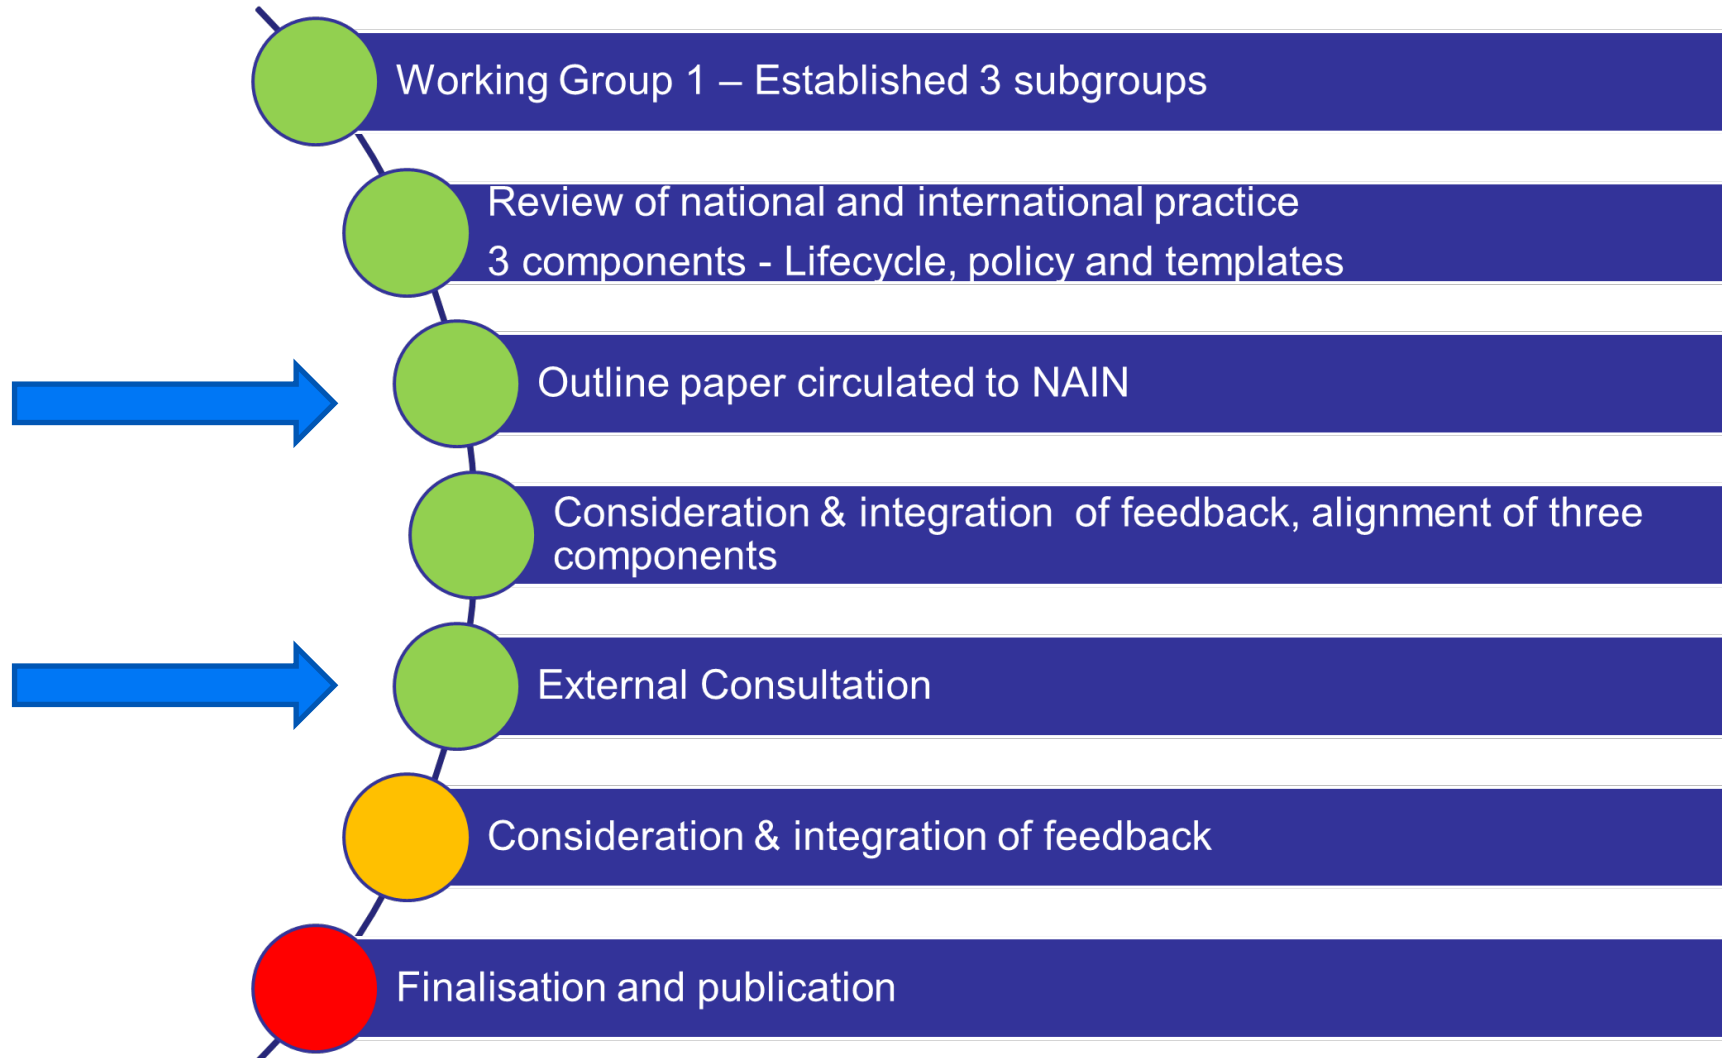 Working Group 1 – Established 3 subgroups
Review of national and international practice
3 components - Lifecycle, policy and templates
Outline paper circulated to NAIN
Consideration & integration  of feedback, alignment of three
components
External Consultation
Consideration & integration of feedback
Finalisation and publication